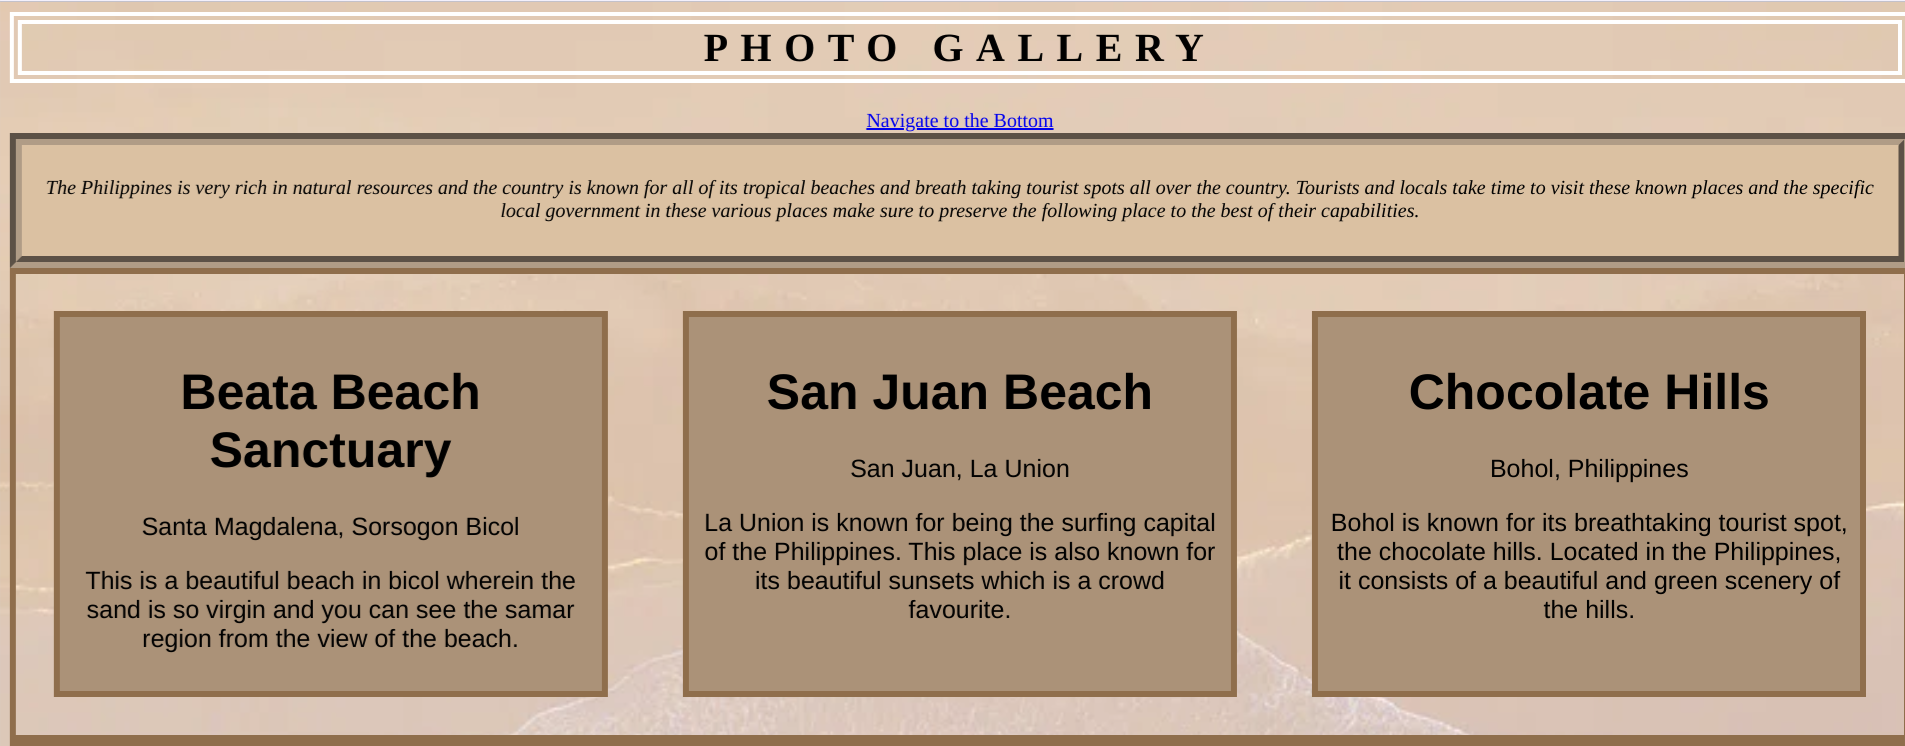 PHOTO GALLERY
Navigate to the Bottom
The Philippines is very rich in natural resources and the country is known for all of its tropical beaches and breath taking tourist spots all over the country. Tourists and locals take time to visit these known places and the specific
local government in these various places make sure to preserve the following place to the best of their capabilities.
Beata Beach
Sanctuary
Santa Magdalena, Sorsogon Bicol
This is a beautiful beach in bicol wherein the
sand is so virgin and you can see the samar
region from the view of the beach.
San Juan Beach
San Juan, La Union
La Union is known for being the surfing capital
of the Philippines. This place is also known for
its beautiful sunsets which is a crowd
favourite.
Chocolate Hills
Bohol, Philippines
Bohol is known for its breathtaking tourist spot,
the chocolate hills. Located in the Philippines,
it consists of a beautiful and green scenery of
the hills.